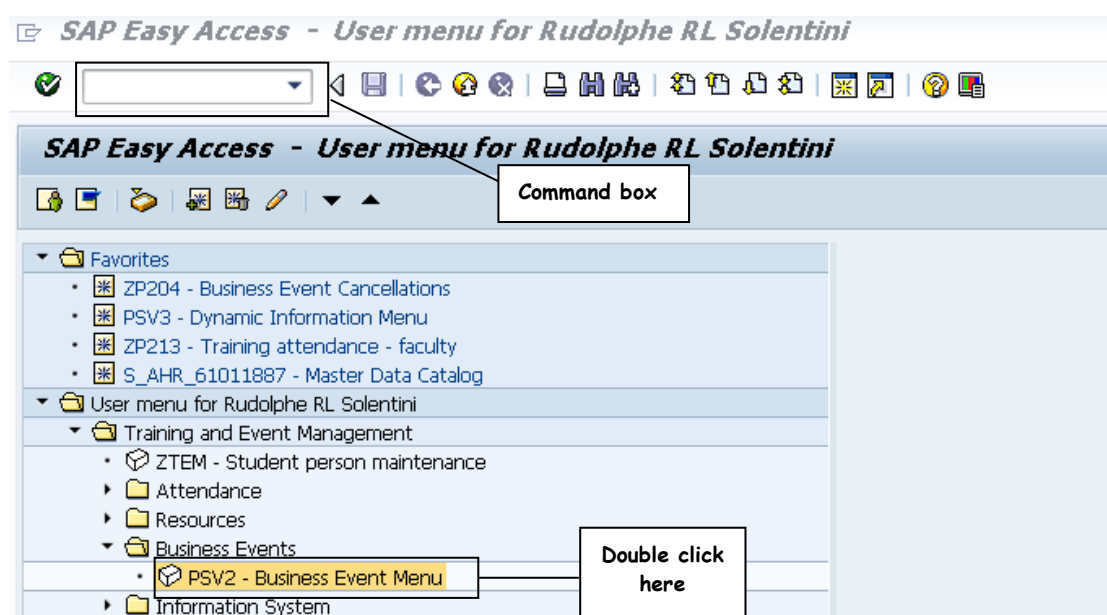 SAP Easy Access - User menu for Rudolphe RL Solentini
SAP Easy Access - User menu for Rudolphe RL Solentini
Command box
Favorites
ZP204 - Business Event Cancellations
PSV3 - Dynamic Information Menu
ZP213 - Training attendance - faculty
S_AHR_61011887 - Master Data Catalog
User menu for Rudolphe RL Solentini
Training and Event Management
ZTEM - Student person maintenance
Attendance
Resources
Business Events
PSV2 - Business Event Menu
Double click
here
Information System